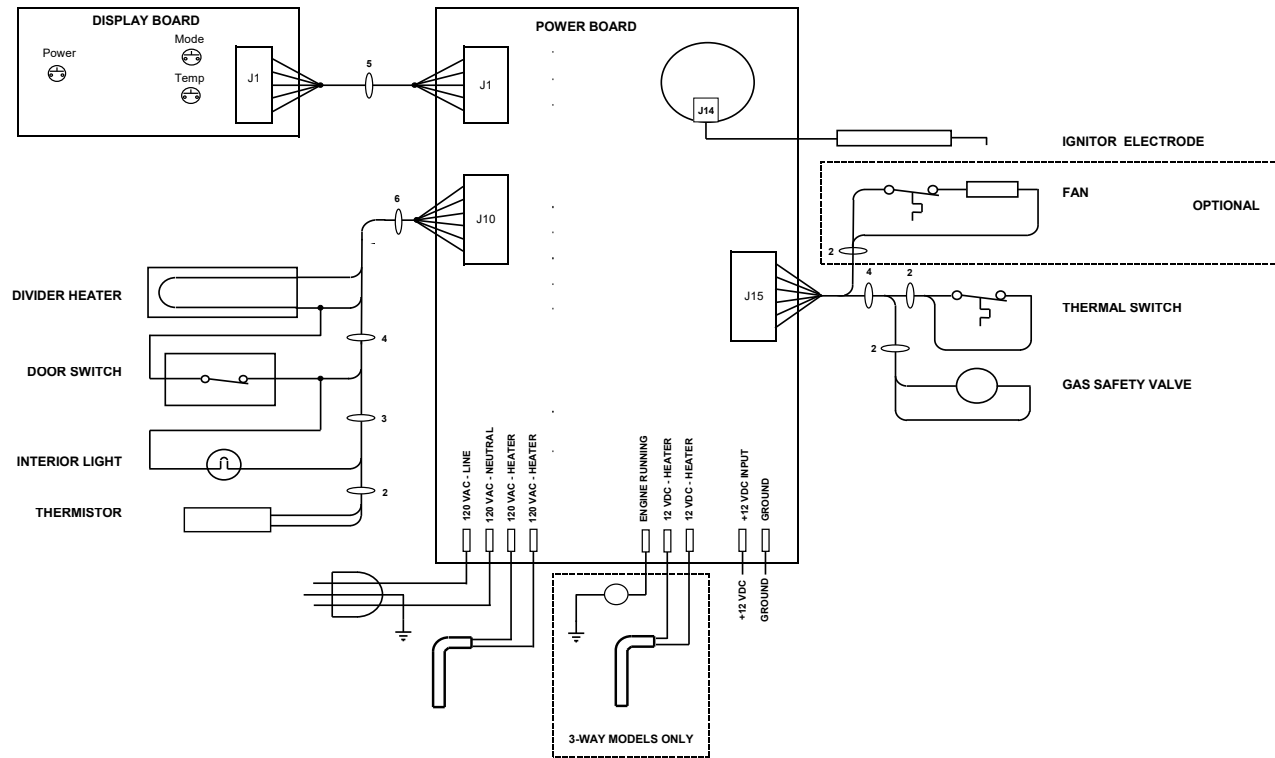 DISPLAY BOARD
Power
Mode
Temp
J1
5
POWER BOARD
J1
J14
IGNITOR ELECTRODE
FAN
OPTIONAL
2
6
J10
J15
4
2
THERMAL SWITCH
2
GAS SAFETY VALVE
DIVIDER HEATER
4
DOOR SWITCH
3
INTERIOR LIGHT
2
THERMISTOR
120 VAC - LINE
120 VAC - NEUTRAL
120 VAC - HEATER
120 VAC - HEATER
ENGINE RUNNING
12 VDC - HEATER
12 VDC - HEATER
+12 VDC INPUT
GROUND
+12 VDC
GROUND
3-WAY MODELS ONLY